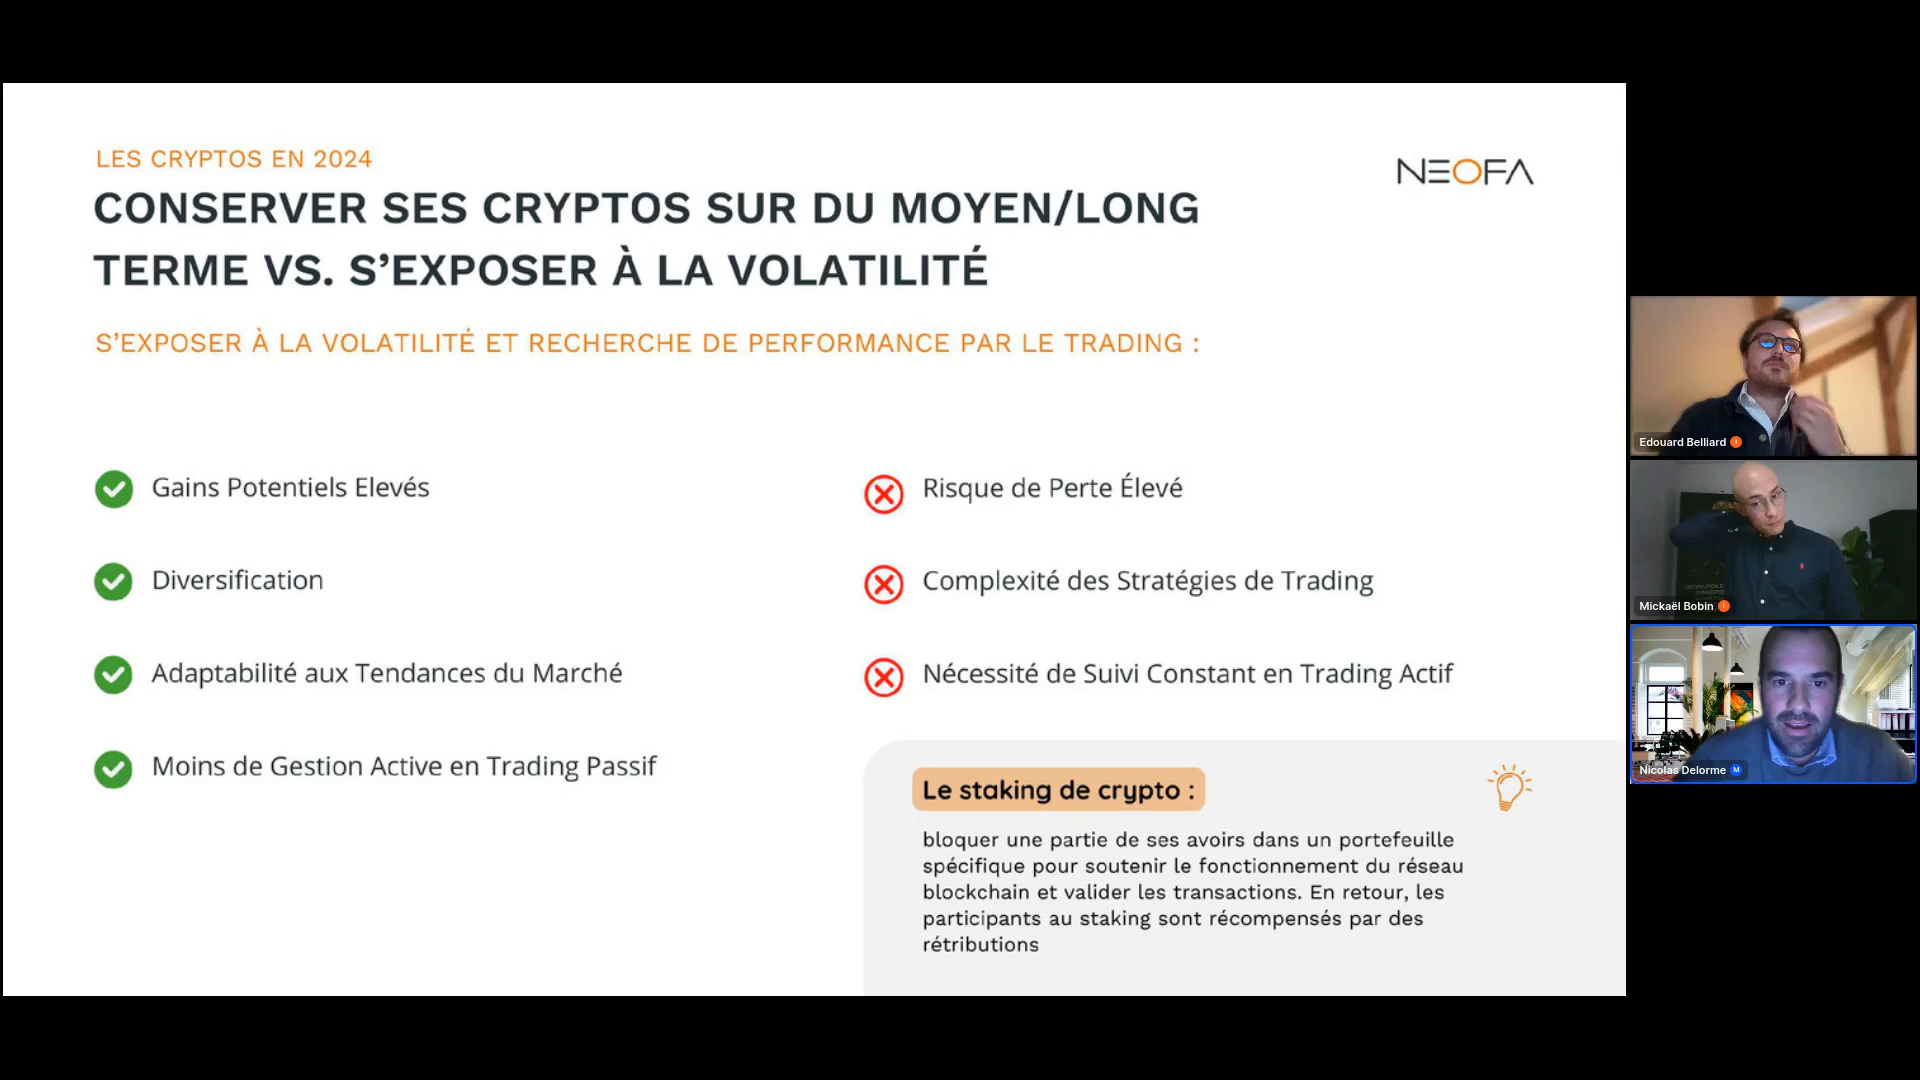 LES CRYPTOS EN 2024
NEOFA
CONSERVER SES CRYPTOS SUR DU MOYEN/LONG
TERME VS. S’EXPOSER À LA VOLATILITÉ
S’EXPOSER À LA VOLATILITÉ ET RECHERCHE DE PERFORMANCE PAR LE TRADING :
Gains Potentiels Elevés
Diversification
Adaptabilité aux Tendances du Marché
Moins de Gestion Active en Trading Passif
Risque de Perte Élevé
Complexité des Stratégies de Trading
Nécessité de Suivi Constant en Trading Actif
Le staking de crypto :
bloquer une partie de ses avoirs dans un portefeuille
spécifique pour soutenir le fonctionnement du réseau
blockchain et valider les transactions. En retour, les
participants au staking sont récompensés par des
rétributions
Edouard Belliard
Mickaël Bobin
Nicolas Delorme M